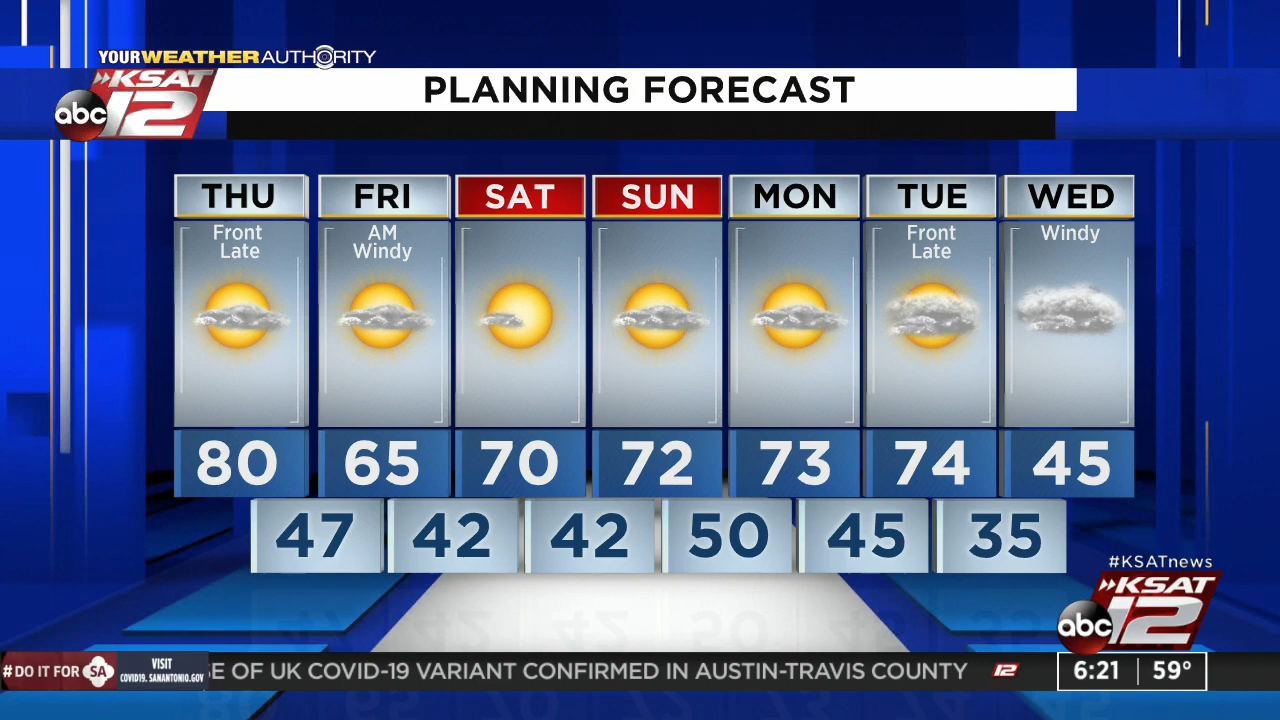 YOURWEATHERAUTHORITY
KSAT
abc 12
PLANNING FORECAST
THU FRI SAT SUN MON TUE WED
Front Late
AM Windy
Front Late
Windy
80 65 70 72 73 74 45
47 42 42 50 45 35
#KSATnews
KSAT
abc 12
#DO IT FOR SA
VISIT
COVID19.SANANTONIO.GOV
E OF UK COVID-19 VARIANT CONFIRMED IN AUSTIN-TRAVIS COUNTY
12
6:21 59°